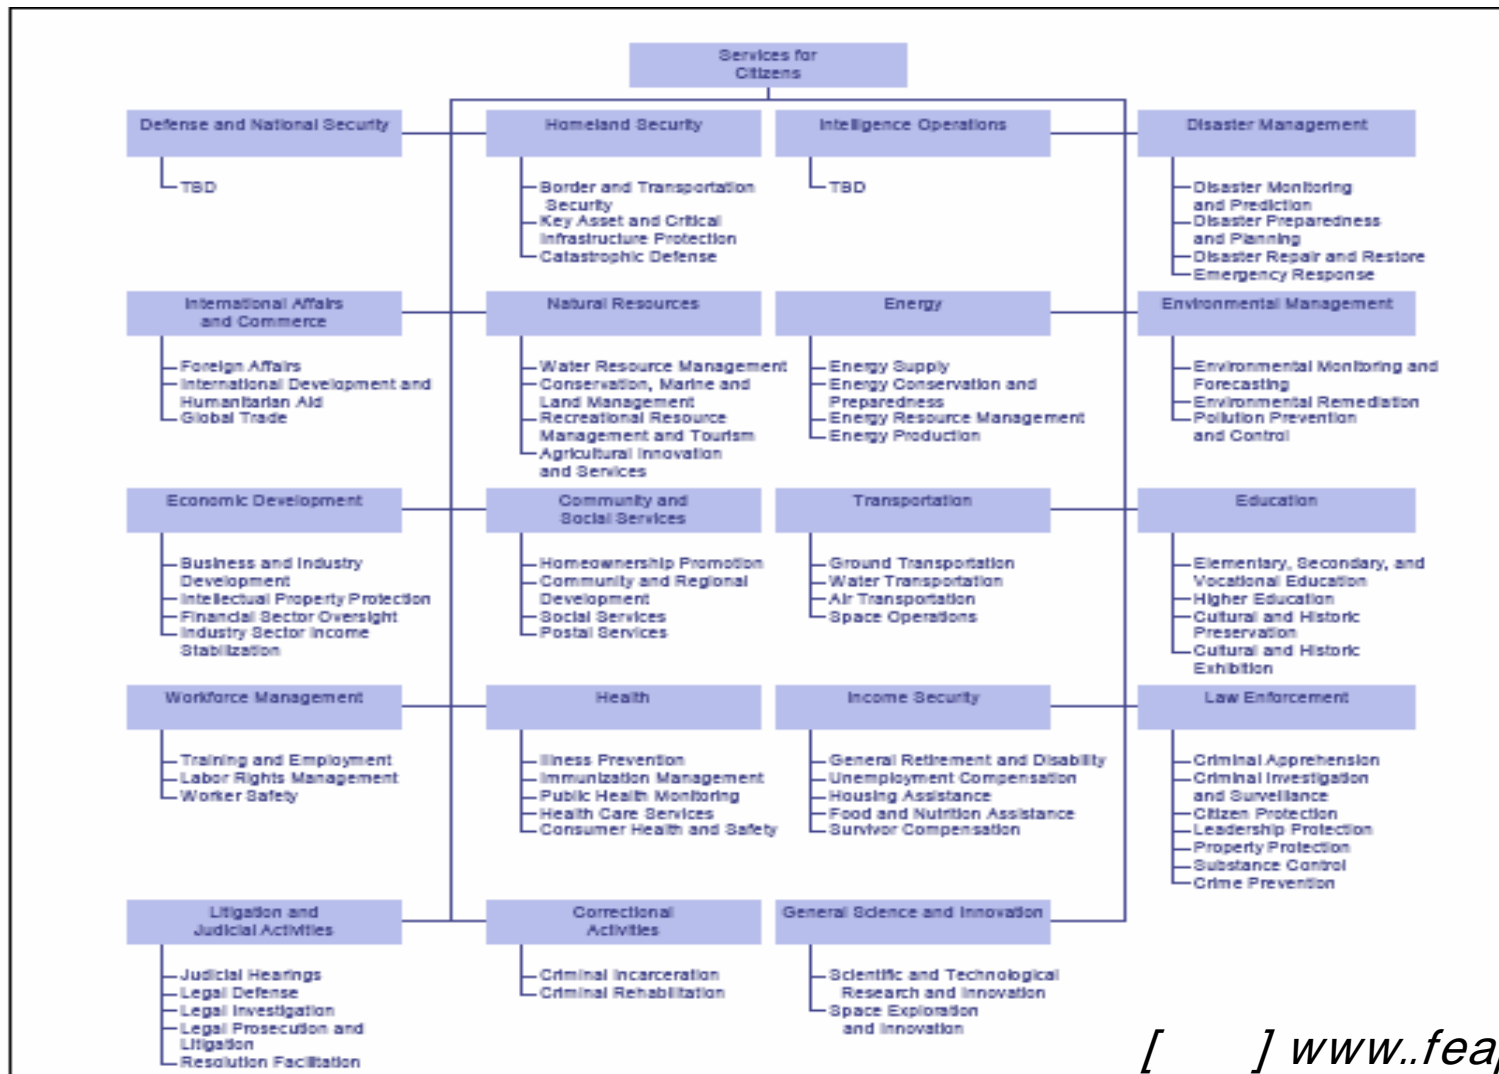 Services for
Citizens
Defense and National Security
TBD
Homeland Security
Border and Transportation
Security
Key Asset and Critical
Infrastructure Protection
Catastrophic Defense
Intelligence Operations
TBD
Disaster Management
Disaster Monitoring
and Prediction
Disaster Preparedness
and Planning
Disaster Repair and Restore
Emergency Response
International Affairs
and Commerce
Foreign Affairs
International Development and
Humanitarian Aid
Global Trade
Natural Resources
Water Resource Management
Conservation, Marine and
Land Management
Recreational Resource
Management and Tourism
Agricultural Innovation
and Services
Energy
Energy Supply
Energy Conservation and
Preparedness
Energy Resource Management
Energy Production
Environmental Management
Environmental Monitoring and
Forecasting
Environmental Remediation
Pollution Prevention
and Control
Economic Development
Business and Industry
Development
Intellectual Property Protection
Financial Sector Oversight
Industry Sector Income
Stabilization
Community and
Social Services
Homeownership Promotion
Community and Regional
Development
Social Services
Postal Services
Transportation
Ground Transportation
Water Transportation
Air Transportation
Space Operations
Education
Elementary, Secondary, and
Vocational Education
Higher Education
Cultural and Historic
Preservation
Cultural and Historic
Exhibition
Workforce Management
Training and Employment
Labor Rights Management
Worker Safety
Health
Illness Prevention
Immunization Management
Public Health Monitoring
Health Care Services
Consumer Health and Safety
Income Security
General Retirement and Disability
Unemployment Compensation
Housing Assistance
Food and Nutrition Assistance
Survivor Compensation
Law Enforcement
Criminal Apprehension
Criminal Investigation
and Surveillance
Citizen Protection
Leadership Protection
Property Protection
Substance Control
Crime Prevention
Litigation and
Judicial Activities
Judicial Hearings
Legal Defense
Legal Investigation
Legal Prosecution and
Litigation
Resolution Facilitation
Correctional
Activities
Criminal Incarceration
Criminal Rehabilitation
General Science and Innovation
Scientific and Technological
Research and Innovation
Space Exploration
and Innovation
[ ] www..feap